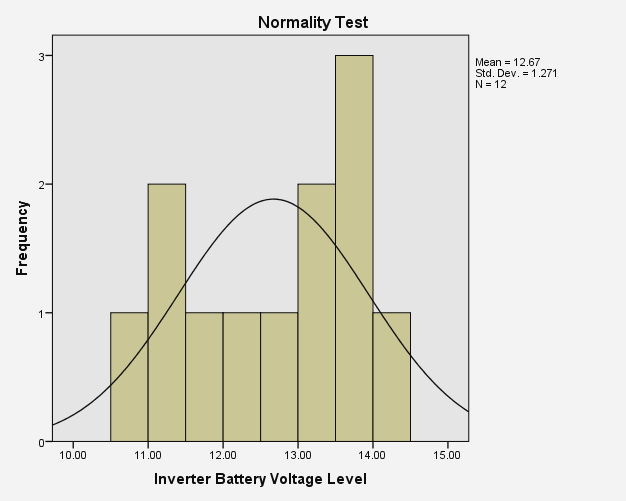 Normality Test
Mean = 12.67
Std. Dev. = 1.271
N = 12
Frequency
3
2
1
0
10.00 11.00 12.00 13.00 14.00 15.00
Inverter Battery Voltage Level